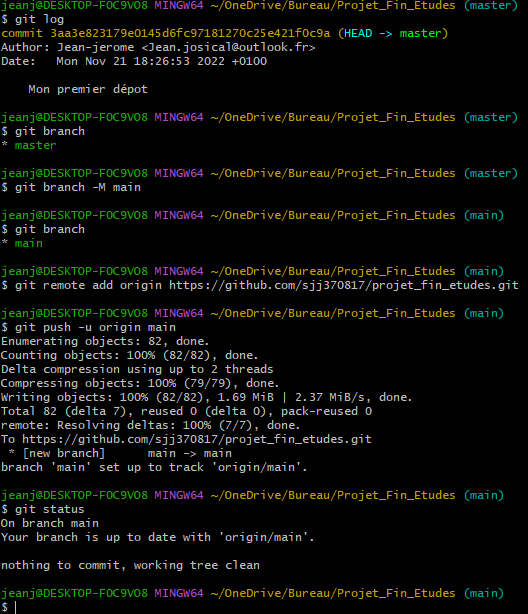 jeanj@DESKTOP-FOC9VO8 MINGW64 ~/OneDrive/Bureau/Projet_Fin_Etudes (master)
$ git log
commit 3aa3e823179e0145d6fc97181270c25e421f0c9a (HEAD -> master)
Author: Jean-jerome <Jean.josical@outlook.fr>
Date:   Mon Nov 21 18:26:53 2022 +0100

    Mon premier dépot

jeanj@DESKTOP-FOC9VO8 MINGW64 ~/OneDrive/Bureau/Projet_Fin_Etudes (master)
$ git branch
* master

jeanj@DESKTOP-FOC9VO8 MINGW64 ~/OneDrive/Bureau/Projet_Fin_Etudes (master)
$ git branch -M main

jeanj@DESKTOP-FOC9VO8 MINGW64 ~/OneDrive/Bureau/Projet_Fin_Etudes (main)
$ git branch
* main

jeanj@DESKTOP-FOC9VO8 MINGW64 ~/OneDrive/Bureau/Projet_Fin_Etudes (main)
$ git remote add origin https://github.com/sjj370817/projet_fin_etudes.git

jeanj@DESKTOP-FOC9VO8 MINGW64 ~/OneDrive/Bureau/Projet_Fin_Etudes (main)
$ git push -u origin main
Enumerating objects: 82, done.
Counting objects: 100% (82/82), done.
Delta compression using up to 2 threads
Compressing objects: 100% (79/79), done.
Writing objects: 100% (82/82), 1.69 MiB | 2.37 MiB/s, done.
Total 82 (delta 7), reused 0 (delta 0), pack-reused 0
remote: Resolving deltas: 100% (7/7), done.
To https://github.com/sjj370817/projet_fin_etudes.git
 * [new branch]      main -> main
branch 'main' set up to track 'origin/main'.

jeanj@DESKTOP-FOC9VO8 MINGW64 ~/OneDrive/Bureau/Projet_Fin_Etudes (main)
$ git status
On branch main
Your branch is up to date with 'origin/main'.

nothing to commit, working tree clean

jeanj@DESKTOP-FOC9VO8 MINGW64 ~/OneDrive/Bureau/Projet_Fin_Etudes (main)
$